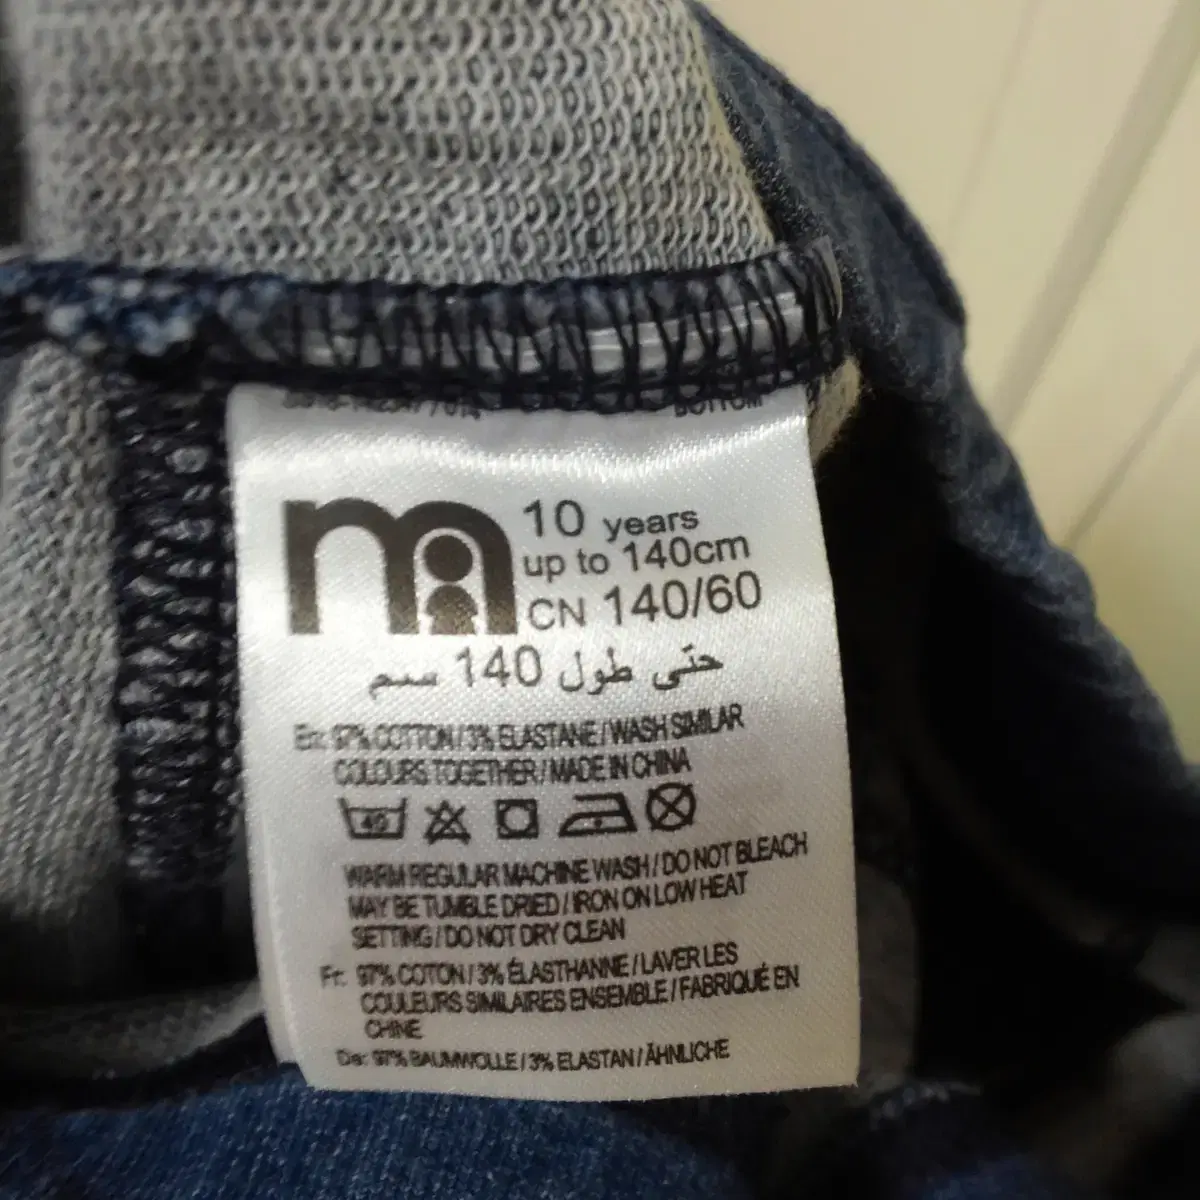 BOTTOM
m
10 years
up to 140cm
CN 140/60
حتى طول 140 سم
En: 97% COTTON / 3% ELASTANE / WASH SIMILAR
COLOURS TOGETHER / MADE IN CHINA
40
WARM REGULAR MACHINE WASH / DO NOT BLEACH
MAY BE TUMBLE DRIED / IRON ON LOW HEAT
SETTING / DO NOT DRY CLEAN
Fr: 97% COTON / 3% ÉLASTHANNE / LAVER LES
COULEURS SIMILAIRES ENSEMBLE / FABRIQUÉ EN
CHINE
De: 97% BAUMWOLLE / 3% ELASTAN / ÄHNLICHE